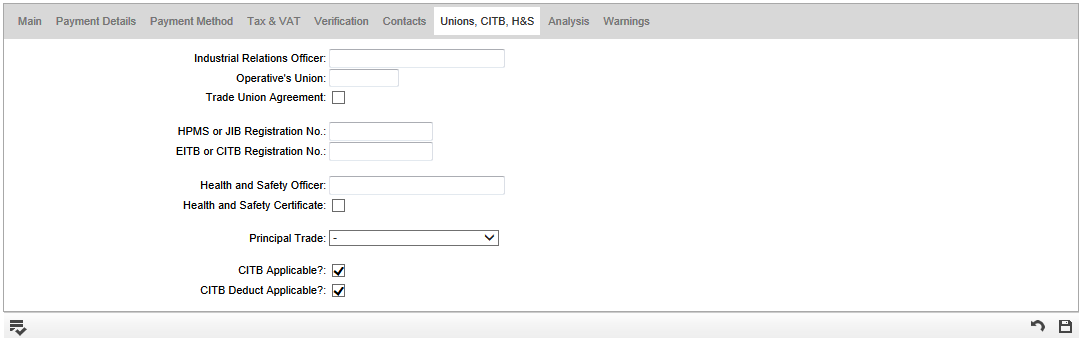 Main Payment Details Payment Method Tax & VAT Verification Contacts Unions, CITB, H&S Analysis Warnings
Industrial Relations Officer:
Operative's Union:
Trade Union Agreement:
HPMS or JIB Registration No.:
EITB or CITB Registration No.:
Health and Safety Officer:
Health and Safety Certificate:
Principal Trade: -
CITB Applicable?:
CITB Deduct Applicable?: